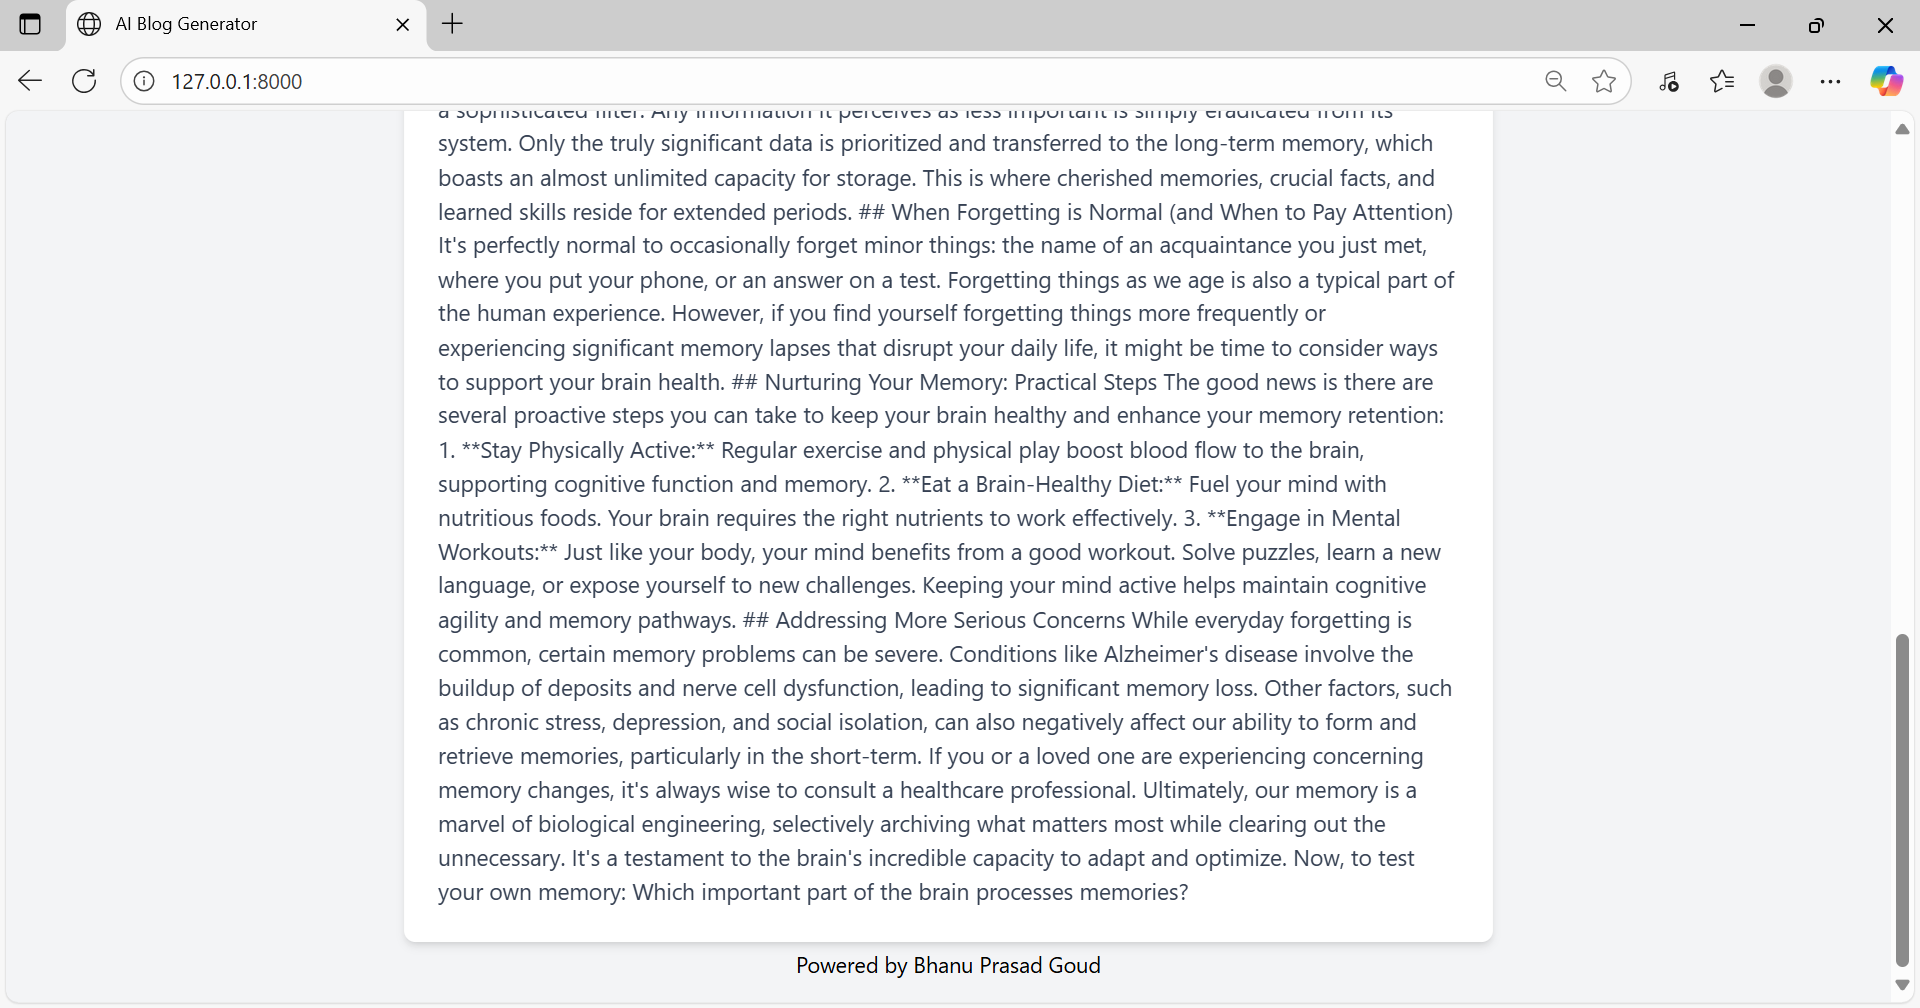 AI Blog Generator
127.0.0.1:8000
a sophisticated filter. Any information it perceives as less important is simply eradicated from its
system. Only the truly significant data is prioritized and transferred to the long-term memory, which
boasts an almost unlimited capacity for storage. This is where cherished memories, crucial facts, and
learned skills reside for extended periods. ## When Forgetting is Normal (and When to Pay Attention)
It's perfectly normal to occasionally forget minor things: the name of an acquaintance you just met,
where you put your phone, or an answer on a test. Forgetting things as we age is also a typical part of
the human experience. However, if you find yourself forgetting things more frequently or
experiencing significant memory lapses that disrupt your daily life, it might be time to consider ways
to support your brain health. ## Nurturing Your Memory: Practical Steps The good news is there are
several proactive steps you can take to keep your brain healthy and enhance your memory retention:
1. **Stay Physically Active:** Regular exercise and physical play boost blood flow to the brain,
supporting cognitive function and memory. 2. **Eat a Brain-Healthy Diet:** Fuel your mind with
nutritious foods. Your brain requires the right nutrients to work effectively. 3. **Engage in Mental
Workouts:** Just like your body, your mind benefits from a good workout. Solve puzzles, learn a new
language, or expose yourself to new challenges. Keeping your mind active helps maintain cognitive
agility and memory pathways. ## Addressing More Serious Concerns While everyday forgetting is
common, certain memory problems can be severe. Conditions like Alzheimer's disease involve the
buildup of deposits and nerve cell dysfunction, leading to significant memory loss. Other factors, such
as chronic stress, depression, and social isolation, can also negatively affect our ability to form and
retrieve memories, particularly in the short-term. If you or a loved one are experiencing concerning
memory changes, it's always wise to consult a healthcare professional. Ultimately, our memory is a
marvel of biological engineering, selectively archiving what matters most while clearing out the
unnecessary. It's a testament to the brain's incredible capacity to adapt and optimize. Now, to test
your own memory: Which important part of the brain processes memories?
Powered by Bhanu Prasad Goud